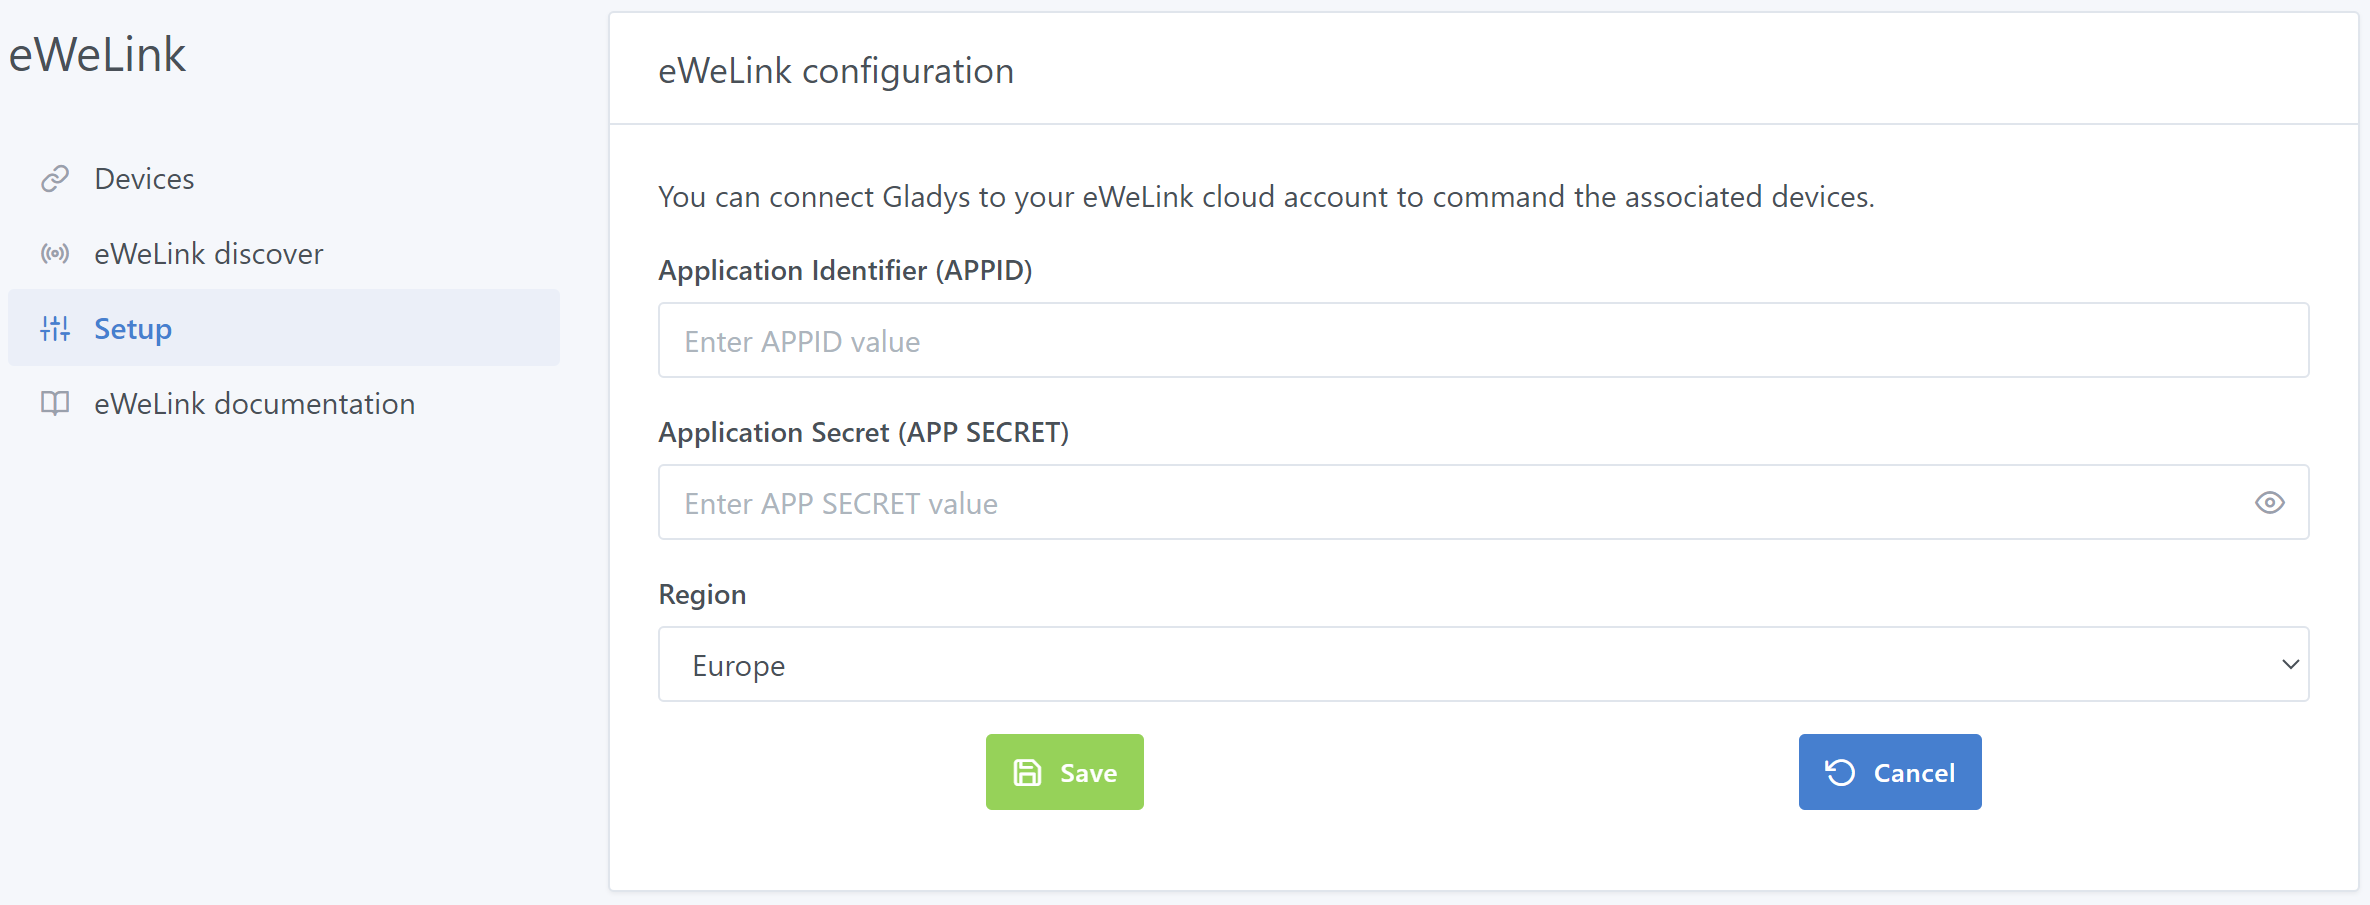 eWeLink
Devices
eWeLink discover
Setup
eWeLink documentation
eWeLink configuration
You can connect Gladys to your eWeLink cloud account to command the associated devices.
Application Identifier (APPID)
Enter APPID value
Application Secret (APP SECRET)
Enter APP SECRET value
Region
Europe
Save
Cancel